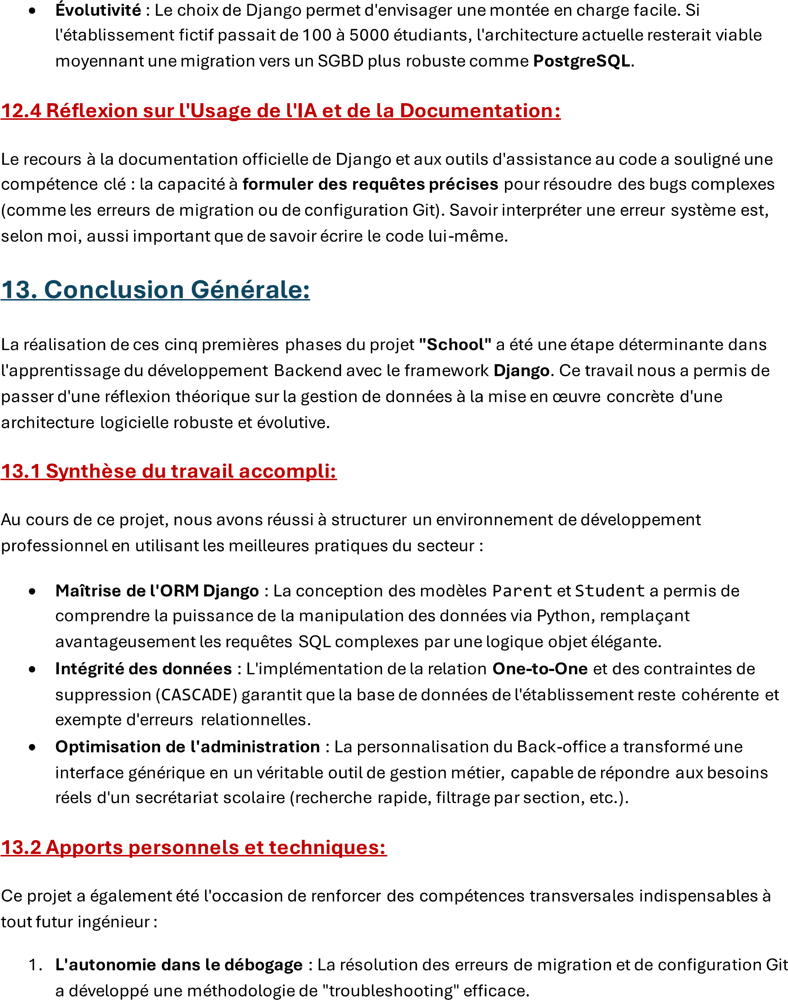 • Évolutivité : Le choix de Django permet d'envisager une montée en charge facile. Si
l'établissement fictif passait de 100 à 5000 étudiants, l'architecture actuelle resterait viable
moyennant une migration vers un SGBD plus robuste comme PostgreSQL.
12.4 Réflexion sur l'Usage de l'IA et de la Documentation:
Le recours à la documentation officielle de Django et aux outils d'assistance au code a souligné une
compétence clé : la capacité à formuler des requêtes précises pour résoudre des bugs complexes
(comme les erreurs de migration ou de configuration Git). Savoir interpréter une erreur système est,
selon moi, aussi important que de savoir écrire le code lui-même.
13. Conclusion Générale:
La réalisation de ces cinq premières phases du projet "School" a été une étape déterminante dans
l'apprentissage du développement Backend avec le framework Django. Ce travail nous a permis de
passer d'une réflexion théorique sur la gestion de données à la mise en œuvre concrète d'une
architecture logicielle robuste et évolutive.
13.1 Synthèse du travail accompli:
Au cours de ce projet, nous avons réussi à structurer un environnement de développement
professionnel en utilisant les meilleures pratiques du secteur :
• Maîtrise de l'ORM Django : La conception des modèles Parent et Student a permis de
comprendre la puissance de la manipulation des données via Python, remplaçant
avantageusement les requêtes SQL complexes par une logique objet élégante.
• Intégrité des données : L'implémentation de la relation One-to-One et des contraintes de
suppression (CASCADE) garantit que la base de données de l'établissement reste cohérente et
exempte d'erreurs relationnelles.
• Optimisation de l'administration : La personnalisation du Back-office a transformé une
interface générique en un véritable outil de gestion métier, capable de répondre aux besoins
réels d'un secrétariat scolaire (recherche rapide, filtrage par section, etc.).
13.2 Apports personnels et techniques:
Ce projet a également été l'occasion de renforcer des compétences transversales indispensables à
tout futur ingénieur :
1. L'autonomie dans le débogage : La résolution des erreurs de migration et de configuration Git
a développé une méthodologie de "troubleshooting" efficace.